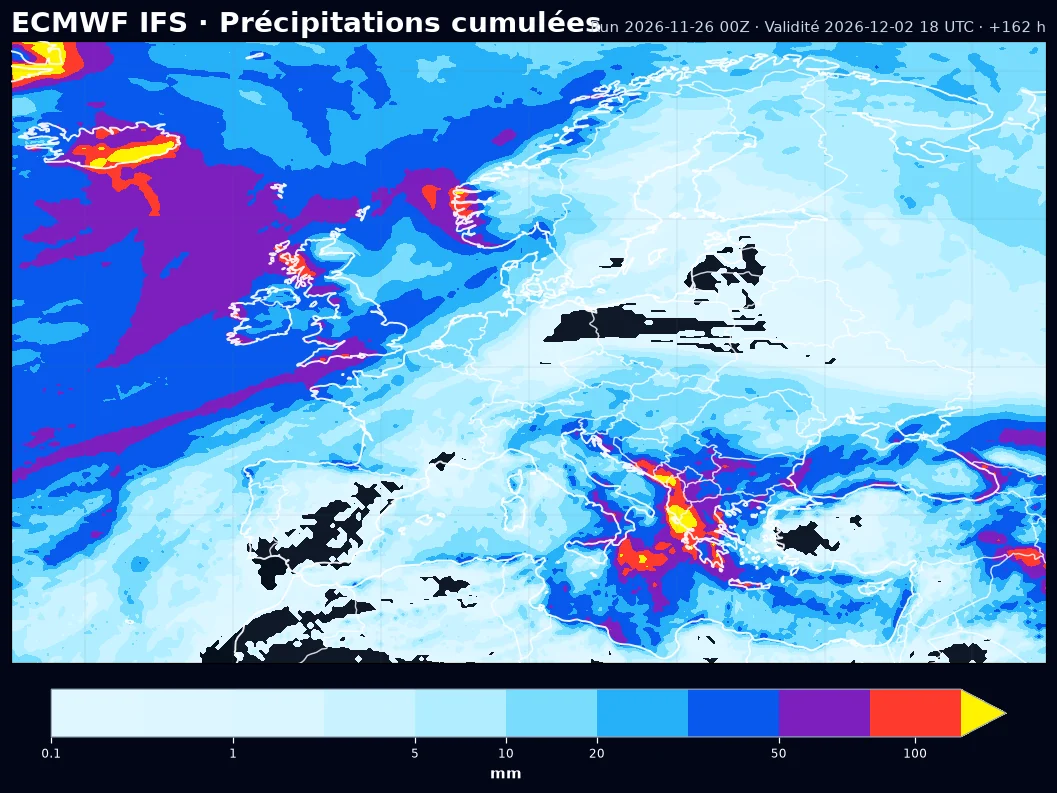 ECMWF IFS · Précipitations cumulées
Run 2026-11-26 00Z · Validité 2026-12-02 18 UTC · +162 h
0.1 1 5 10 20 50 100
mm